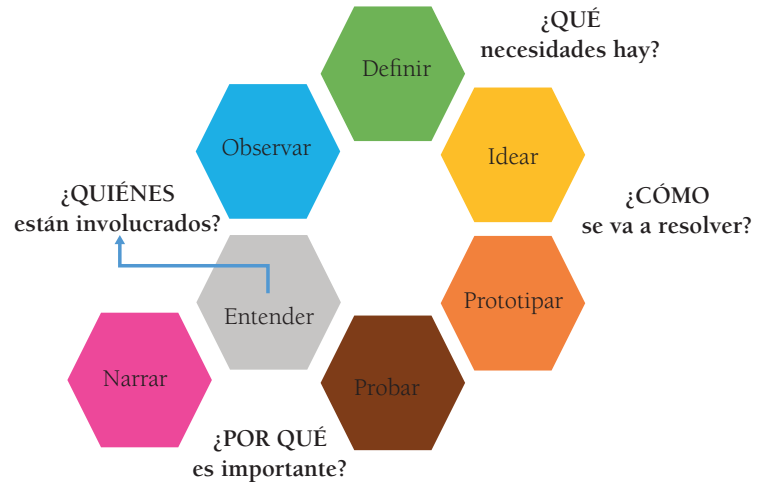 ¿QUÉ
necesidades hay?
Definir
Observar
Idear
¿QUIÉNES
están involucrados?
¿CÓMO
se va a resolver?
Entender
Prototipar
Narrar
Probar
¿POR QUÉ
es importante?